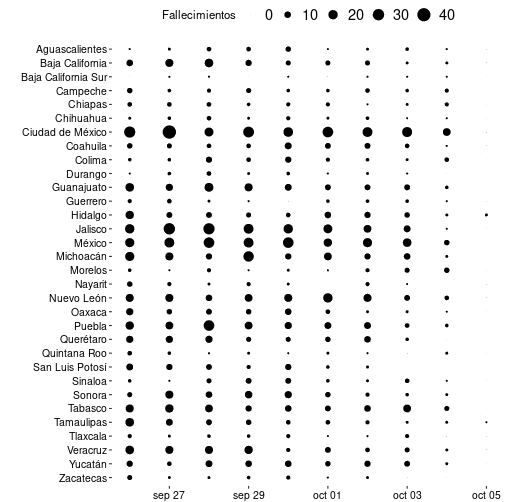 Fallecimientos 0 10 20 30 40
Aguascalientes
Baja California
Baja California Sur
Campeche
Chiapas
Chihuahua
Ciudad de México
Coahuila
Colima
Durango
Guanajuato
Guerrero
Hidalgo
Jalisco
México
Michoacán
Morelos
Nayarit
Nuevo León
Oaxaca
Puebla
Querétaro
Quintana Roo
San Luis Potosí
Sinaloa
Sonora
Tabasco
Tamaulipas
Tlaxcala
Veracruz
Yucatán
Zacatecas
sep 27 sep 29 oct 01 oct 03 oct 05